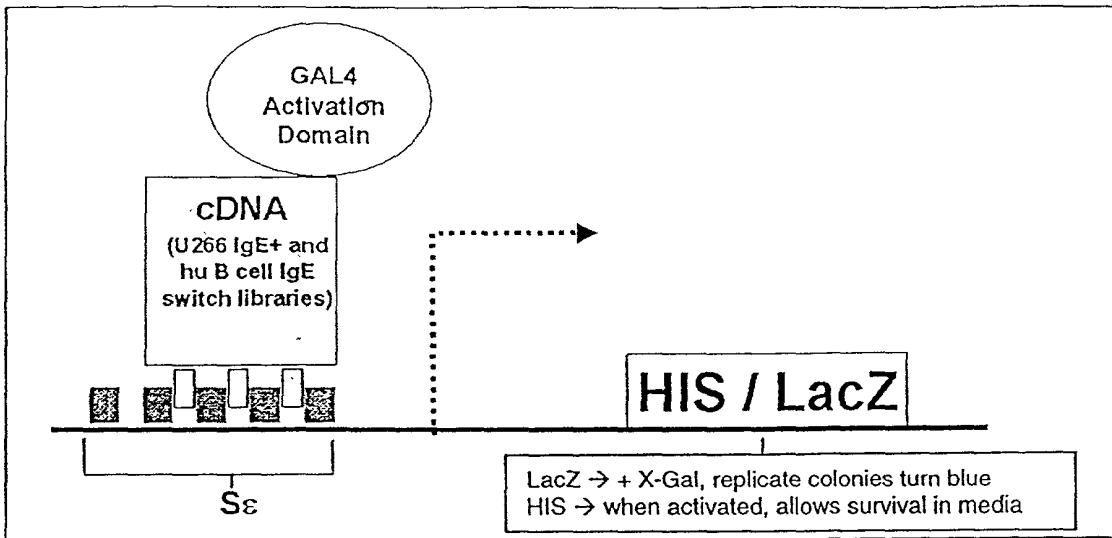 GAL4
Activation
Domain
cDNA
(U266 IgE+ and
hu B cell IgE
switch libraries)
HIS / LacZ
Sε
LacZ → + X-Gal, replicate colonies turn blue
HIS → when activated, allows survival in media